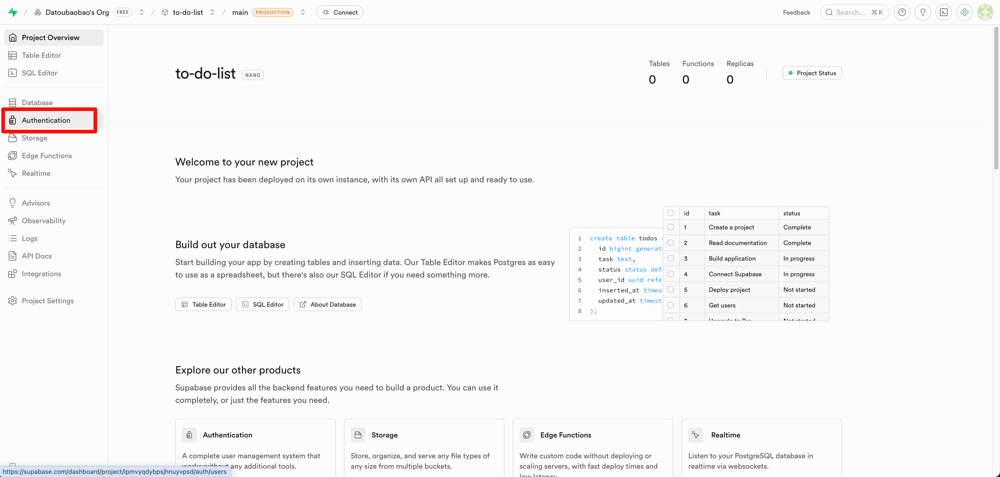 / Datoubaobao's Org FREE / to-do-list / main PRODUCTION Connect
Feedback Search... ⌘K
Project Overview
Table Editor
SQL Editor
Database
Authentication
Storage
Edge Functions
Realtime
Advisors
Observability
Logs
API Docs
Integrations
Project Settings
to-do-list NANO
Tables Functions Replicas
0 0 0
Project Status
Welcome to your new project
Your project has been deployed on its own instance, with its own API all set up and ready to use.
Build out your database
Start building your app by creating tables and inserting data. Our Table Editor makes Postgres as easy
to use as a spreadsheet, but there's also our SQL Editor if you need something more.
Table Editor SQL Editor About Database
1 create table todos
2 id bigint generat
3 task text,
4 status status def
5 user_id uuid refe
6 inserted_at times
7 updated_at timest
8 );
id task status
1 Create a project Complete
2 Read documentation Complete
3 Build application In progress
4 Connect Supabase In progress
5 Deploy project Not started
6 Get users Not started
Explore our other products
Supabase provides all the backend features you need to build a product. You can use it
completely, or just the features you need.
Authentication
A complete user management system that
works without any additional tools.
Storage
Store, organize, and serve any file types of
any size from multiple buckets.
Edge Functions
Write custom code without deploying or
scaling servers, with fast deploy times and
low latency.
Realtime
Listen to your PostgreSQL database in
realtime via websockets.
https://supabase.com/dashboard/project/lpmvyqdybpsjhnuyvpsd/auth/users